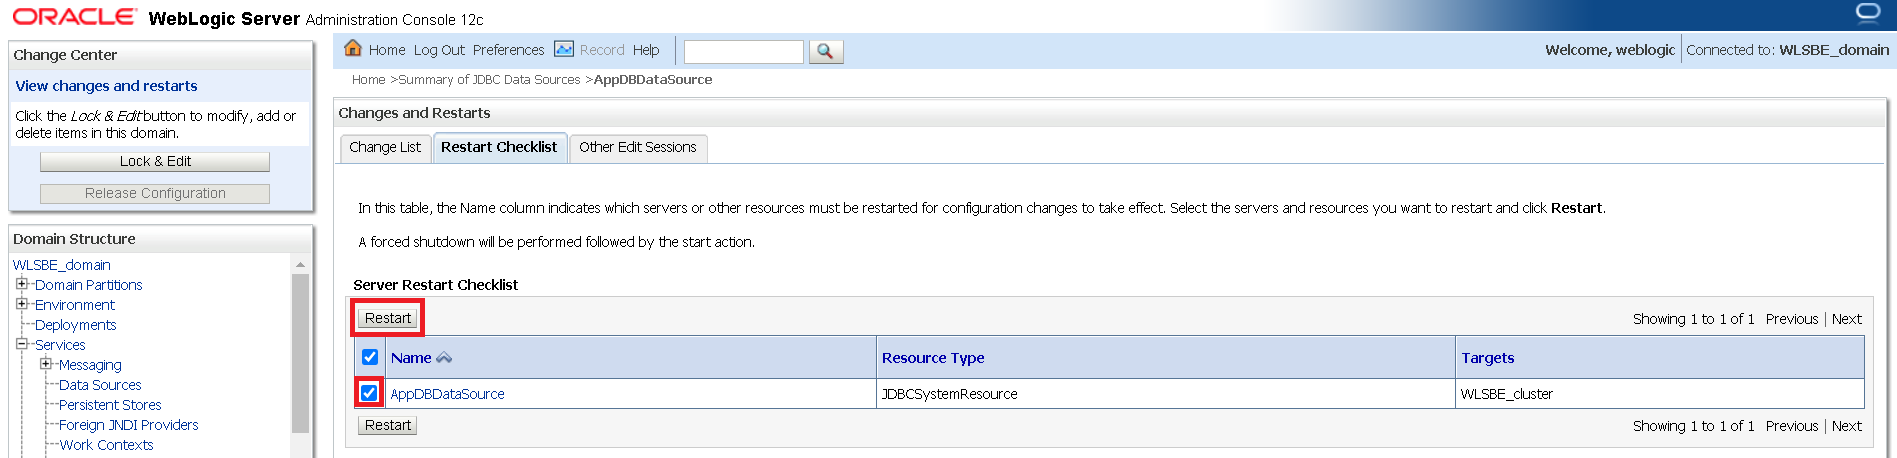 ORACLE WebLogic Server Administration Console 12c
Change Center
View changes and restarts
Click the Lock & Edit button to modify, add or
delete items in this domain.
Lock & Edit
Release Configuration
Domain Structure
WLSBE_domain
Domain Partitions
Environment
Deployments
Services
Messaging
Data Sources
Persistent Stores
Foreign JNDI Providers
Work Contexts
Home Log Out Preferences Record Help
Welcome, weblogic Connected to: WLSBE_domain
Home >Summary of JDBC Data Sources >AppDBDataSource
Changes and Restarts
Change List Restart Checklist Other Edit Sessions
In this table, the Name column indicates which servers or other resources must be restarted for configuration changes to take effect. Select the servers and resources you want to restart and click Restart.
A forced shutdown will be performed followed by the start action.
Server Restart Checklist
Restart Showing 1 to 1 of 1 Previous | Next
Name Resource Type Targets
AppDBDataSource JDBCSystemResource WLSBE_cluster
Restart Showing 1 to 1 of 1 Previous | Next